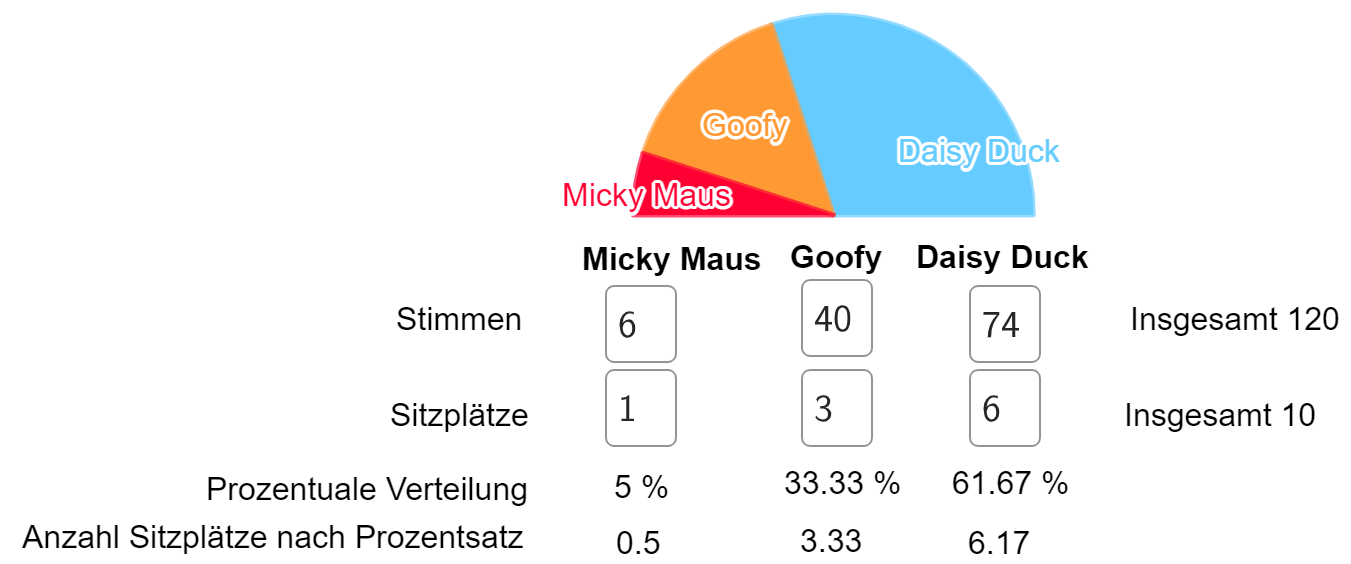 Goofy
Daisy Duck
Micky Maus
Micky Maus Goofy Daisy Duck
Stimmen 6 40 74 Insgesamt 120
Sitzplätze 1 3 6 Insgesamt 10
Prozentuale Verteilung 5 % 33.33 % 61.67 %
Anzahl Sitzplätze nach Prozentsatz 0.5 3.33 6.17